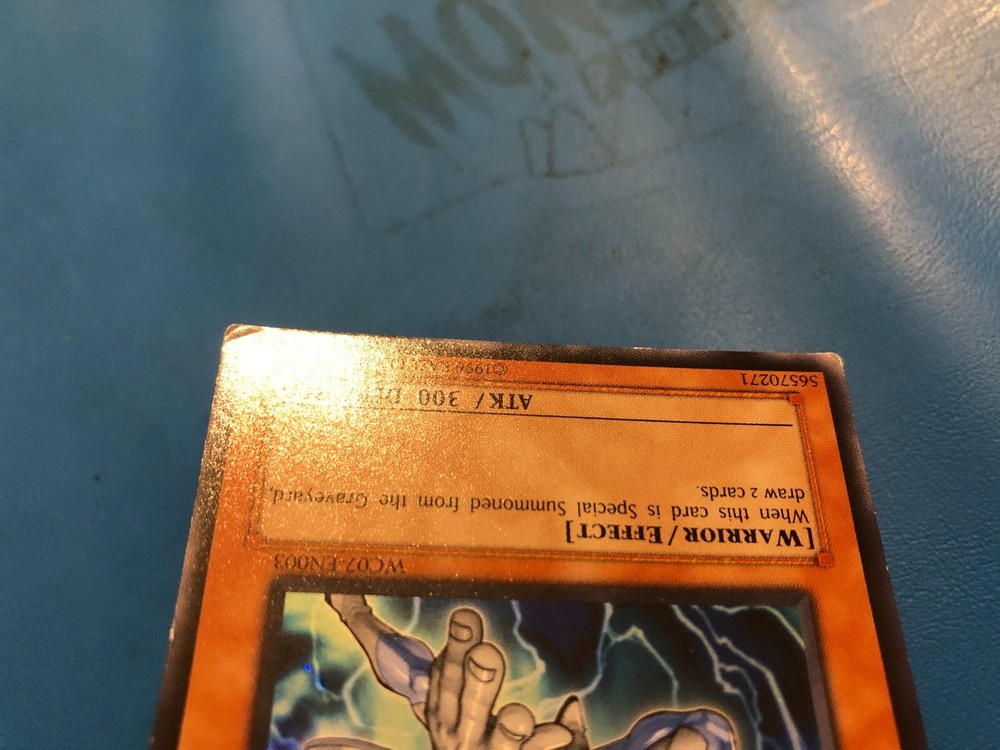 WC07-EN003
[WARRIOR/EFFECT]
When this card is Special Summoned from the Graveyard,
draw 2 cards.
ATK/ 300
56570271 ©1996